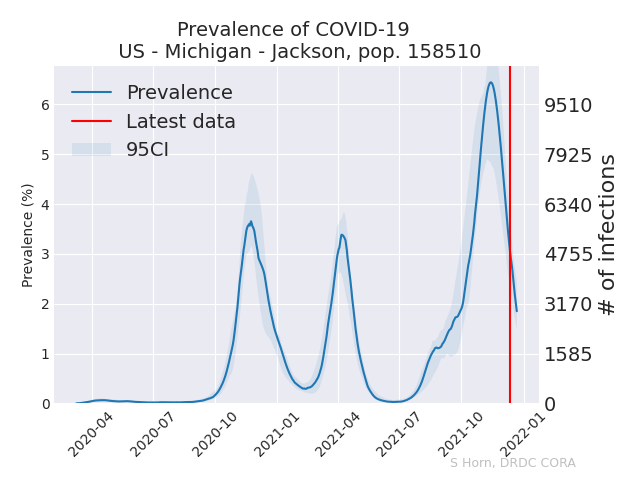 Prevalence of COVID-19
US - Michigan - Jackson, pop. 158510
Prevalence
Latest data
95CI
Prevalence (%)
6
5
4
3
2
1
0
9510
7925
6340
4755
3170
1585
0
# of infections
2020-04
2020-07
2020-10
2021-01
2021-04
2021-07
2021-10
2022-01
S Horn, DRDC CORA